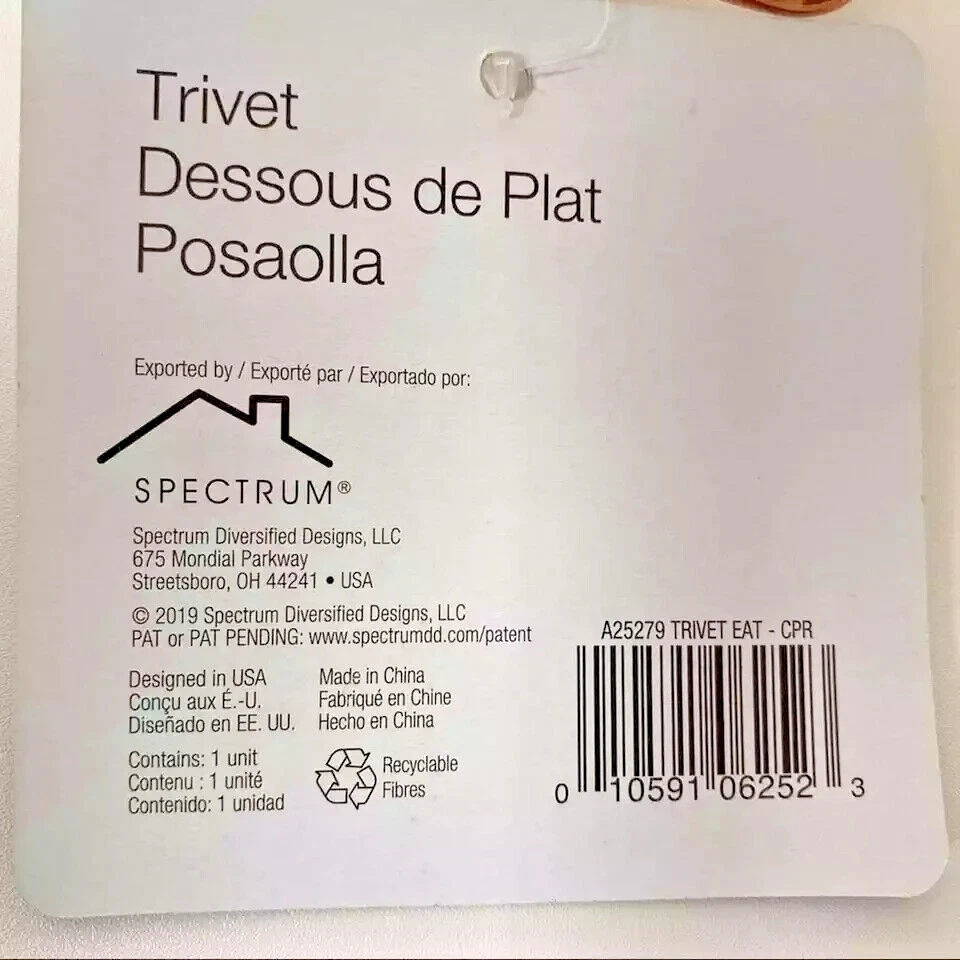 Trivet
Dessous de Plat
Posaolla
Exported by / Exporté par / Exportado por:
SPECTRUM®
Spectrum Diversified Designs, LLC
675 Mondial Parkway
Streetsboro, OH 44241 • USA
© 2019 Spectrum Diversified Designs, LLC
PAT or PAT PENDING: www.spectrumdd.com/patent
Designed in USA
Conçu aux É.-U.
Diseñado en EE. UU.
Made in China
Fabriqué en Chine
Hecho en China
Contains: 1 unit
Contenu : 1 unité
Contenido: 1 unidad
Recyclable
Fibres
A25279 TRIVET EAT - CPR
0 10591 06252 3